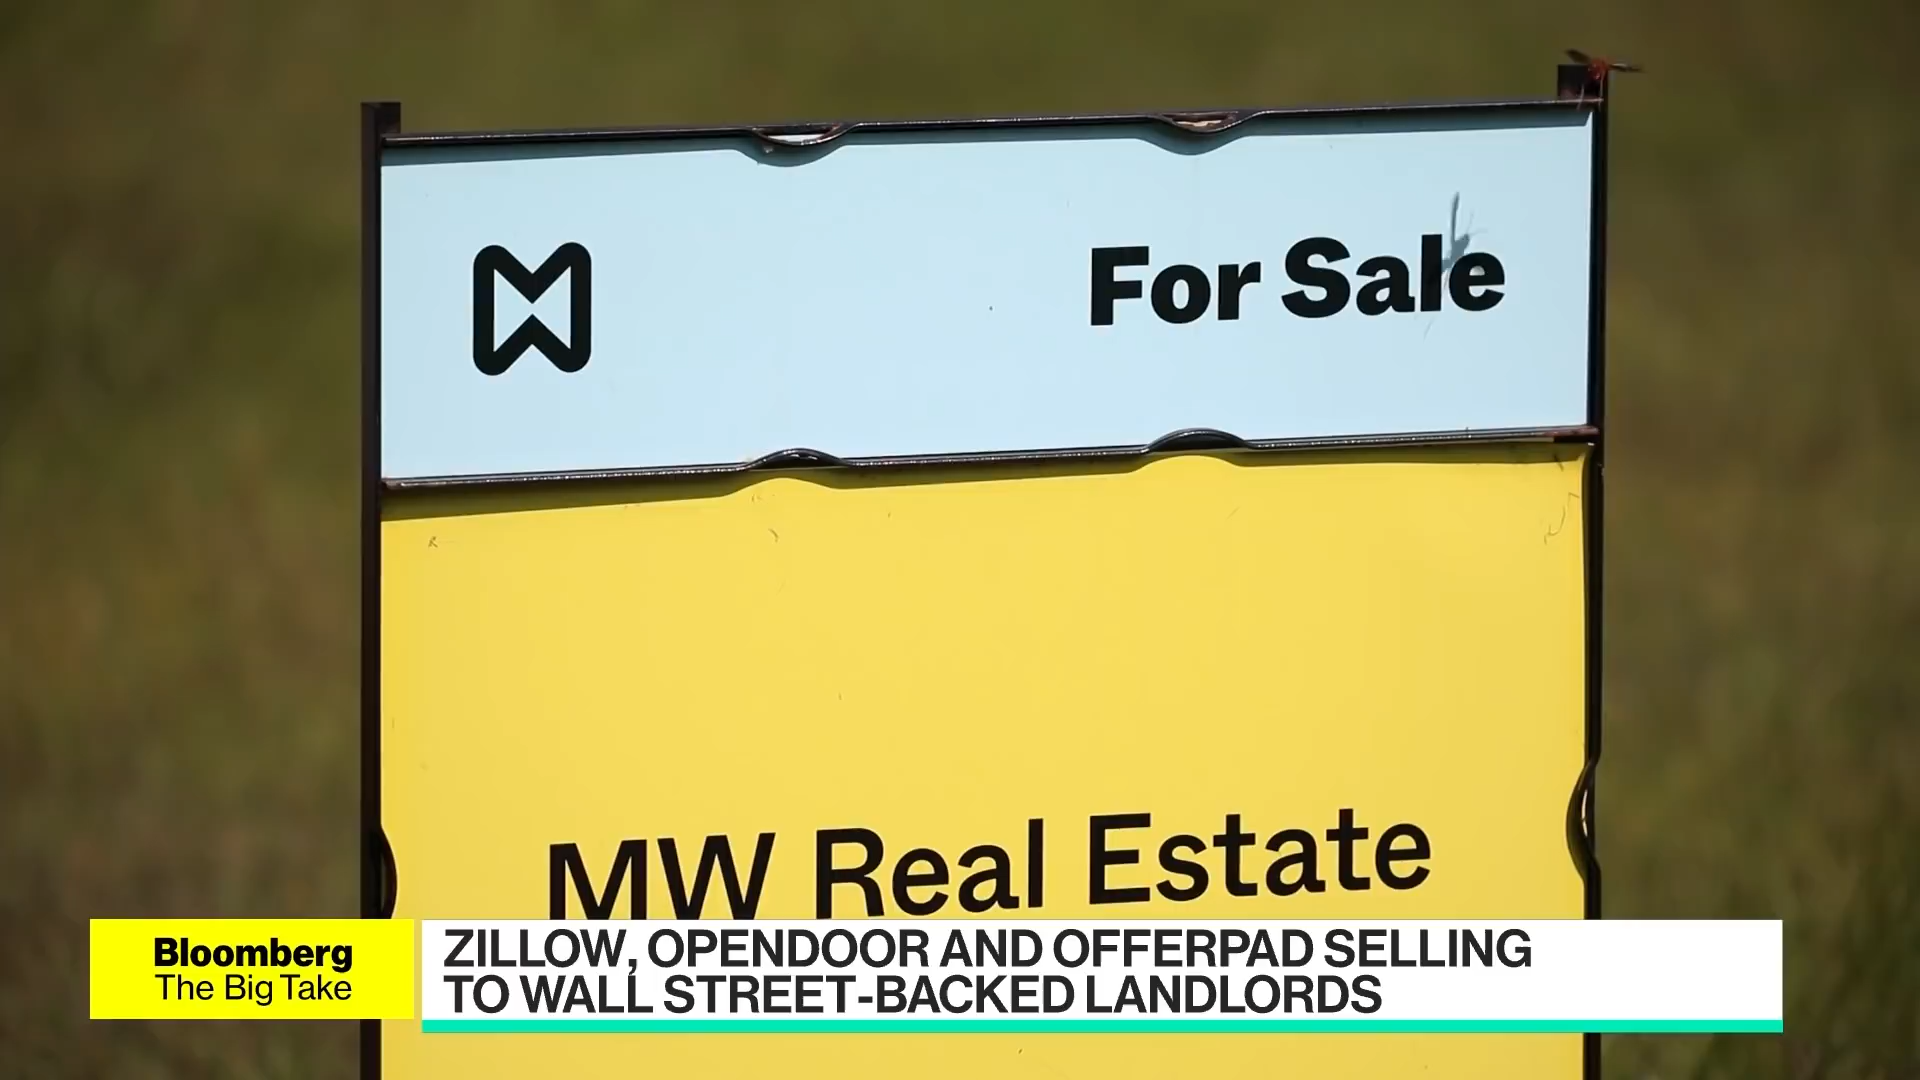 For Sale
MW Real Estate
Bloomberg
The Big Take
ZILLOW, OPENDOOR AND OFFERPAD SELLING
TO WALL STREET-BACKED LANDLORDS